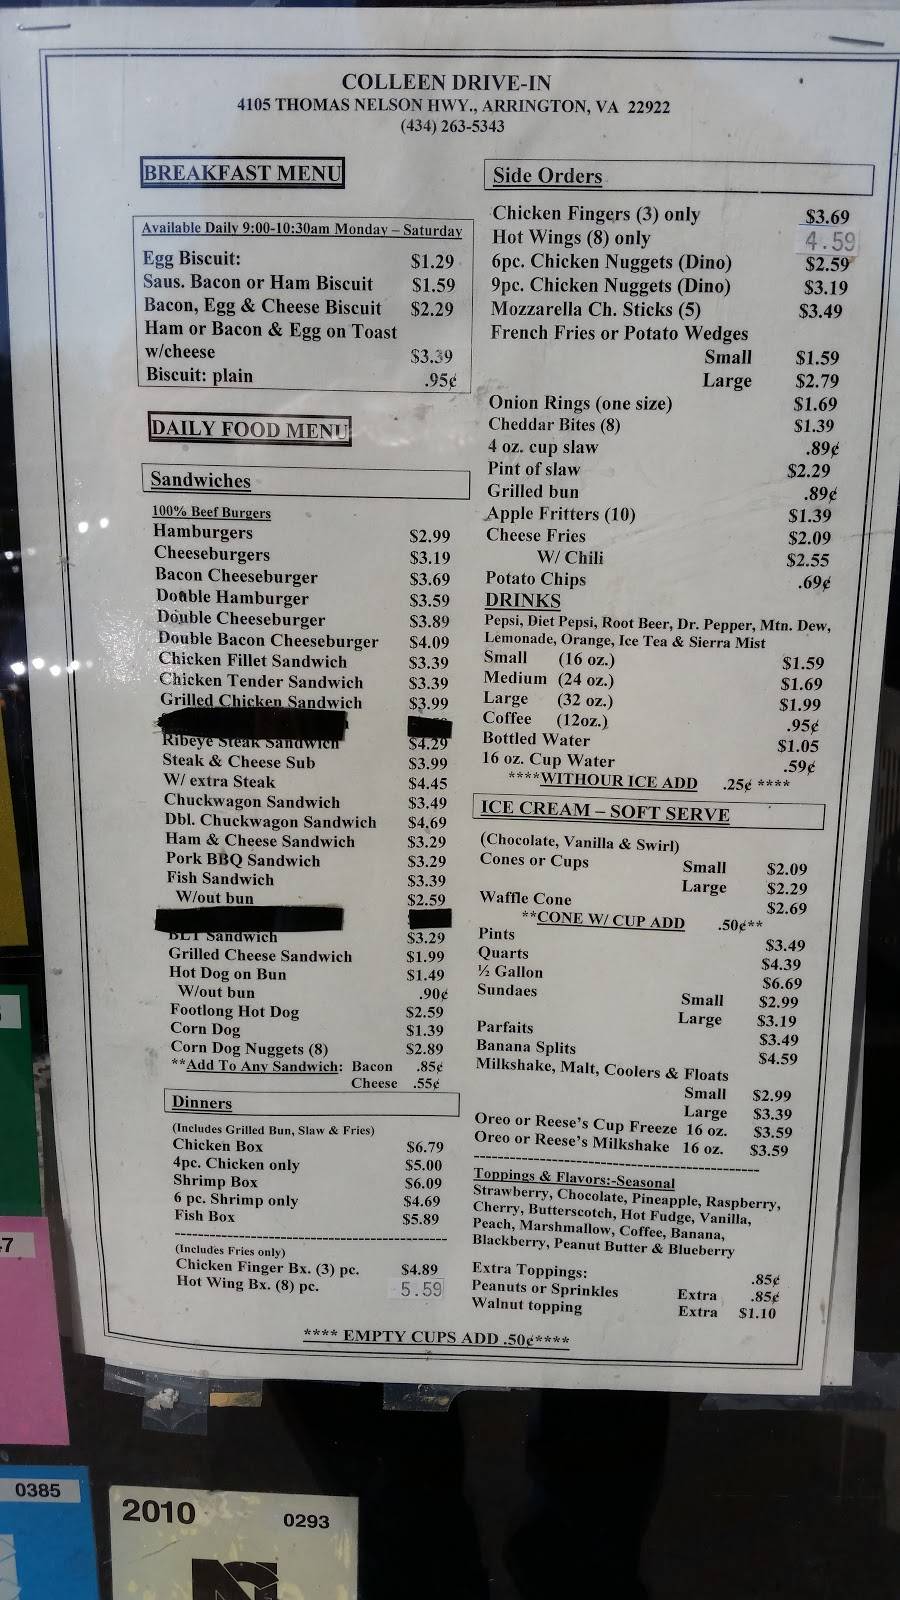 COLLEEN DRIVE-IN
4105 THOMAS NELSON HWY., ARRINGTON, VA 22922
(434) 263-5343
BREAKFAST MENU
Available Daily 9:00-10:30am Monday – Saturday
Egg Biscuit: $1.29
Saus. Bacon or Ham Biscuit $1.59
Bacon, Egg & Cheese Biscuit $2.29
Ham or Bacon & Egg on Toast
w/cheese $3.39
Biscuit: plain .95¢
DAILY FOOD MENU
Sandwiches
100% Beef Burgers
Hamburgers $2.99
Cheeseburgers $3.19
Bacon Cheeseburger $3.69
Double Hamburger $3.59
Double Cheeseburger $3.89
Double Bacon Cheeseburger $4.09
Chicken Fillet Sandwich $3.39
Chicken Tender Sandwich $3.39
Grilled Chicken Sandwich $3.99
Ribeye Steak Sandwich $4.29
Steak & Cheese Sub $3.99
W/ extra Steak $4.45
Chuckwagon Sandwich $3.49
Dbl. Chuckwagon Sandwich $4.69
Ham & Cheese Sandwich $3.29
Pork BBQ Sandwich $3.29
Fish Sandwich $3.39
W/out bun $2.59
BLT Sandwich $3.29
Grilled Cheese Sandwich $1.99
Hot Dog on Bun $1.49
W/out bun .90¢
Footlong Hot Dog $2.59
Corn Dog $1.39
Corn Dog Nuggets (8) $2.89
**Add To Any Sandwich: Bacon .85¢
Cheese .55¢
Dinners
(Includes Grilled Bun, Slaw & Fries)
Chicken Box $6.79
4pc. Chicken only $5.00
Shrimp Box $6.09
6 pc. Shrimp only $4.69
Fish Box $5.89
(Includes Fries only)
Chicken Finger Bx. (3) pc. $4.89
Hot Wing Bx. (8) pc. 5.59
Side Orders
Chicken Fingers (3) only $3.69
Hot Wings (8) only 4.59
6pc. Chicken Nuggets (Dino) $2.59
9pc. Chicken Nuggets (Dino) $3.19
Mozzarella Ch. Sticks (5) $3.49
French Fries or Potato Wedges
Small $1.59
Large $2.79
Onion Rings (one size) $1.69
Cheddar Bites (8) $1.39
4 oz. cup slaw .89¢
Pint of slaw $2.29
Grilled bun .89¢
Apple Fritters (10) $1.39
Cheese Fries $2.09
W/ Chili $2.55
Potato Chips .69¢
DRINKS
Pepsi, Diet Pepsi, Root Beer, Dr. Pepper, Mtn. Dew,
Lemonade, Orange, Ice Tea & Sierra Mist
Small (16 oz.) $1.59
Medium (24 oz.) $1.69
Large (32 oz.) $1.99
Coffee (12oz.) .95¢
Bottled Water $1.05
16 oz. Cup Water .59¢
****WITHOUR ICE ADD .25¢ ****
ICE CREAM – SOFT SERVE
(Chocolate, Vanilla & Swirl)
Cones or Cups Small $2.09
Large $2.29
Waffle Cone $2.69
**CONE W/ CUP ADD .50¢**
Pints $3.49
Quarts $4.39
½ Gallon $6.69
Sundaes Small $2.99
Large $3.19
Parfaits $3.49
Banana Splits $4.59
Milkshake, Malt, Coolers & Floats
Small $2.99
Large $3.39
Oreo or Reese's Cup Freeze 16 oz. $3.59
Oreo or Reese's Milkshake 16 oz. $3.59
Toppings & Flavors:-Seasonal
Strawberry, Chocolate, Pineapple, Raspberry,
Cherry, Butterscotch, Hot Fudge, Vanilla,
Peach, Marshmallow, Coffee, Banana,
Blackberry, Peanut Butter & Blueberry
Extra Toppings: .85¢
Peanuts or Sprinkles Extra .85¢
Walnut topping Extra $1.10
**** EMPTY CUPS ADD .50¢****
0385
2010
0293